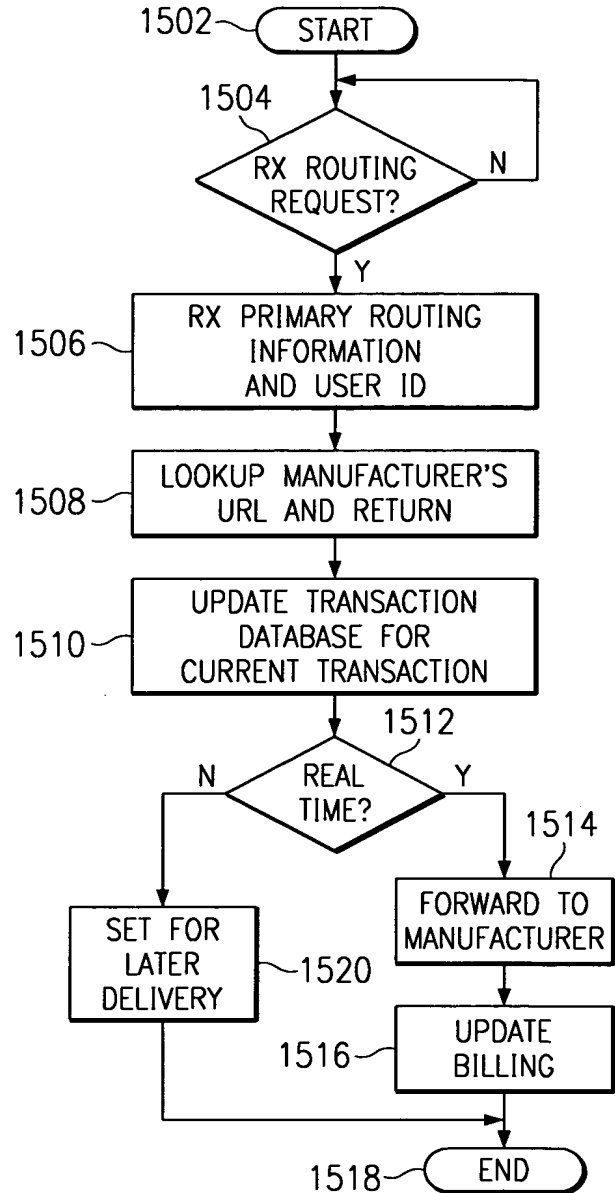 1502
START
1504
RX ROUTING
REQUEST?
N
Y
1506
RX PRIMARY ROUTING
INFORMATION
AND USER ID
1508
LOOKUP MANUFACTURER'S
URL AND RETURN
1510
UPDATE TRANSACTION
DATABASE FOR
CURRENT TRANSACTION
1512
N
REAL
TIME?
Y
1514
FORWARD TO
MANUFACTURER
SET FOR
LATER
DELIVERY
1520
1516
UPDATE
BILLING
1518
END